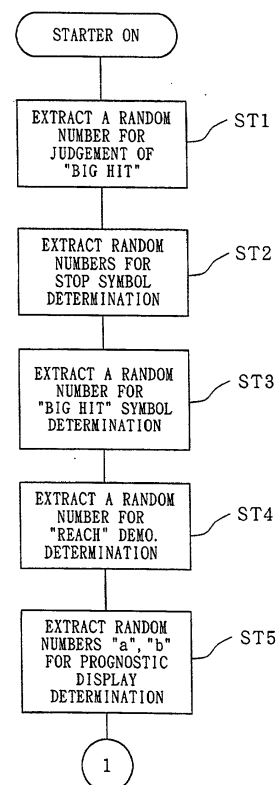 STARTER ON
EXTRACT A RANDOM
NUMBER FOR
JUDGEMENT OF
"BIG HIT"
ST1
EXTRACT RANDOM
NUMBERS FOR
STOP SYMBOL
DETERMINATION
ST2
EXTRACT A RANDOM
NUMBER FOR
"BIG HIT" SYMBOL
DETERMINATION
ST3
EXTRACT A RANDOM
NUMBER FOR
"REACH" DEMO.
DETERMINATION
ST4
EXTRACT RANDOM
NUMBERS "a","b"
FOR PROGNOSTIC
DISPLAY
DETERMINATION
ST5
1